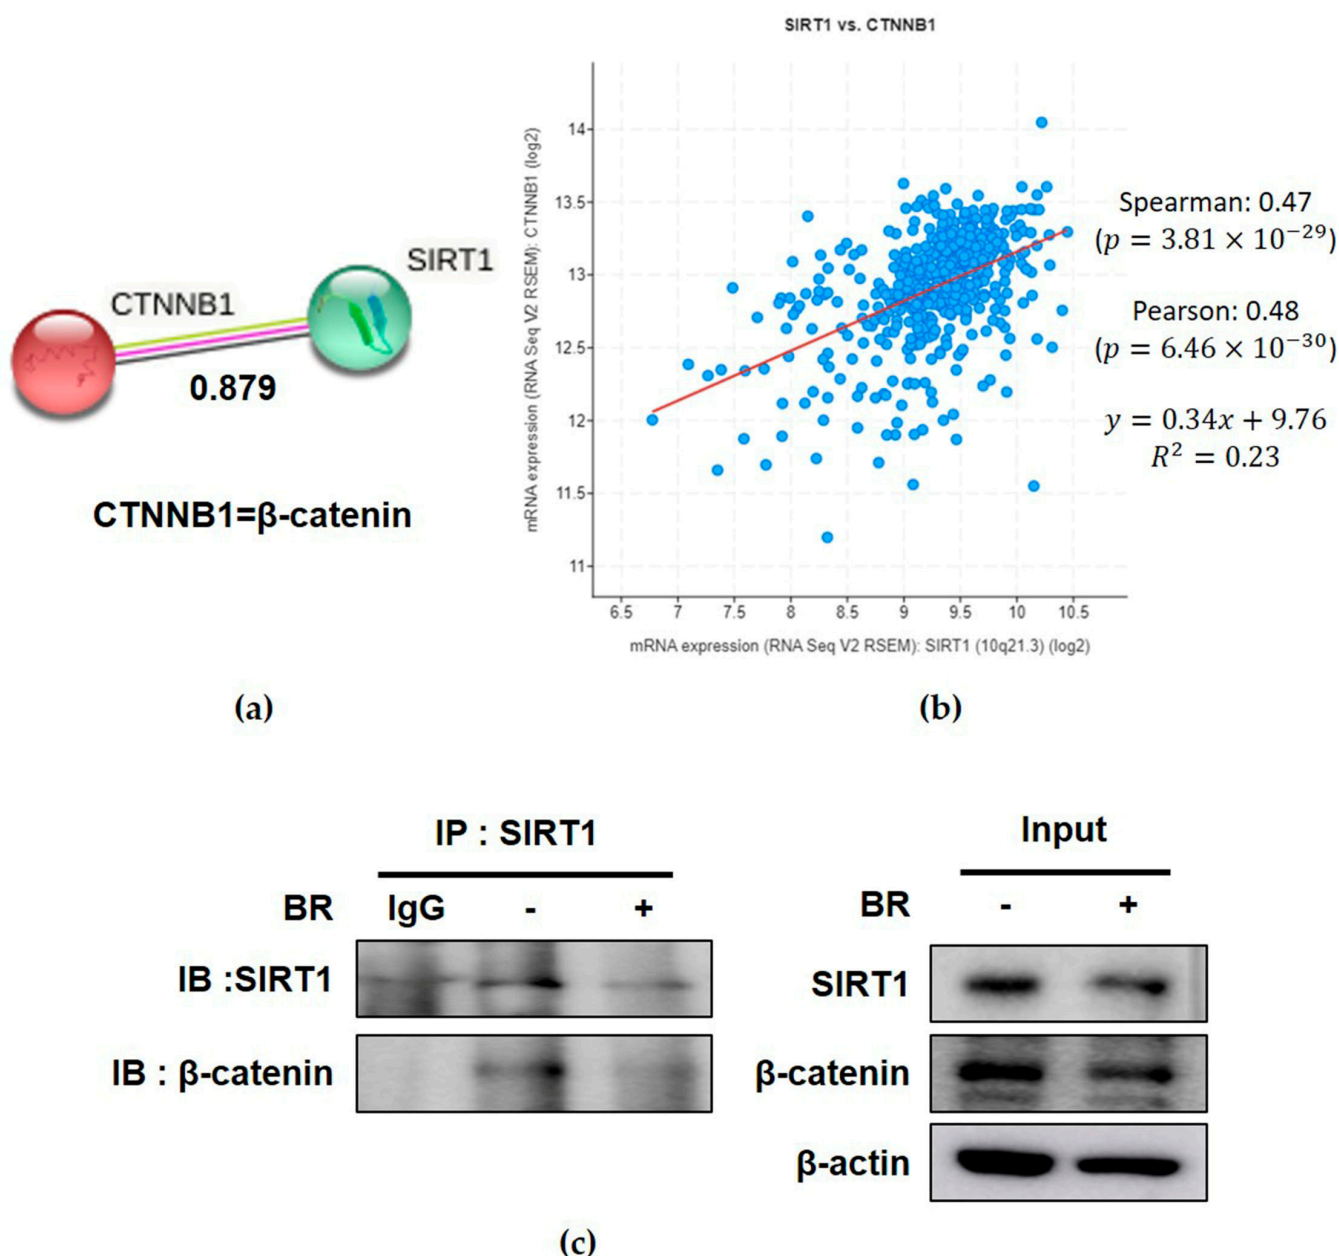 SIRT1
CTNNB1
0.879
CTNNB1=β-catenin
(a)
SIRT1 vs. CTNNB1
mRNA expression (RNA Seq V2 RSEM): CTNNB1 (log2)
14
13.5
13
12.5
12
11.5
11
6.5 7 7.5 8 8.5 9 9.5 10 10.5
mRNA expression (RNA Seq V2 RSEM): SIRT1 (10q21.3) (log2)
Spearman: 0.47
(p = 3.81 × 10⁻²⁹)
Pearson: 0.48
(p = 6.46 × 10⁻³⁰)
y = 0.34x + 9.76
R² = 0.23
(b)
IP : SIRT1
BR IgG - +
IB :SIRT1
IB : β-catenin
Input
BR - +
SIRT1
β-catenin
β-actin
(c)